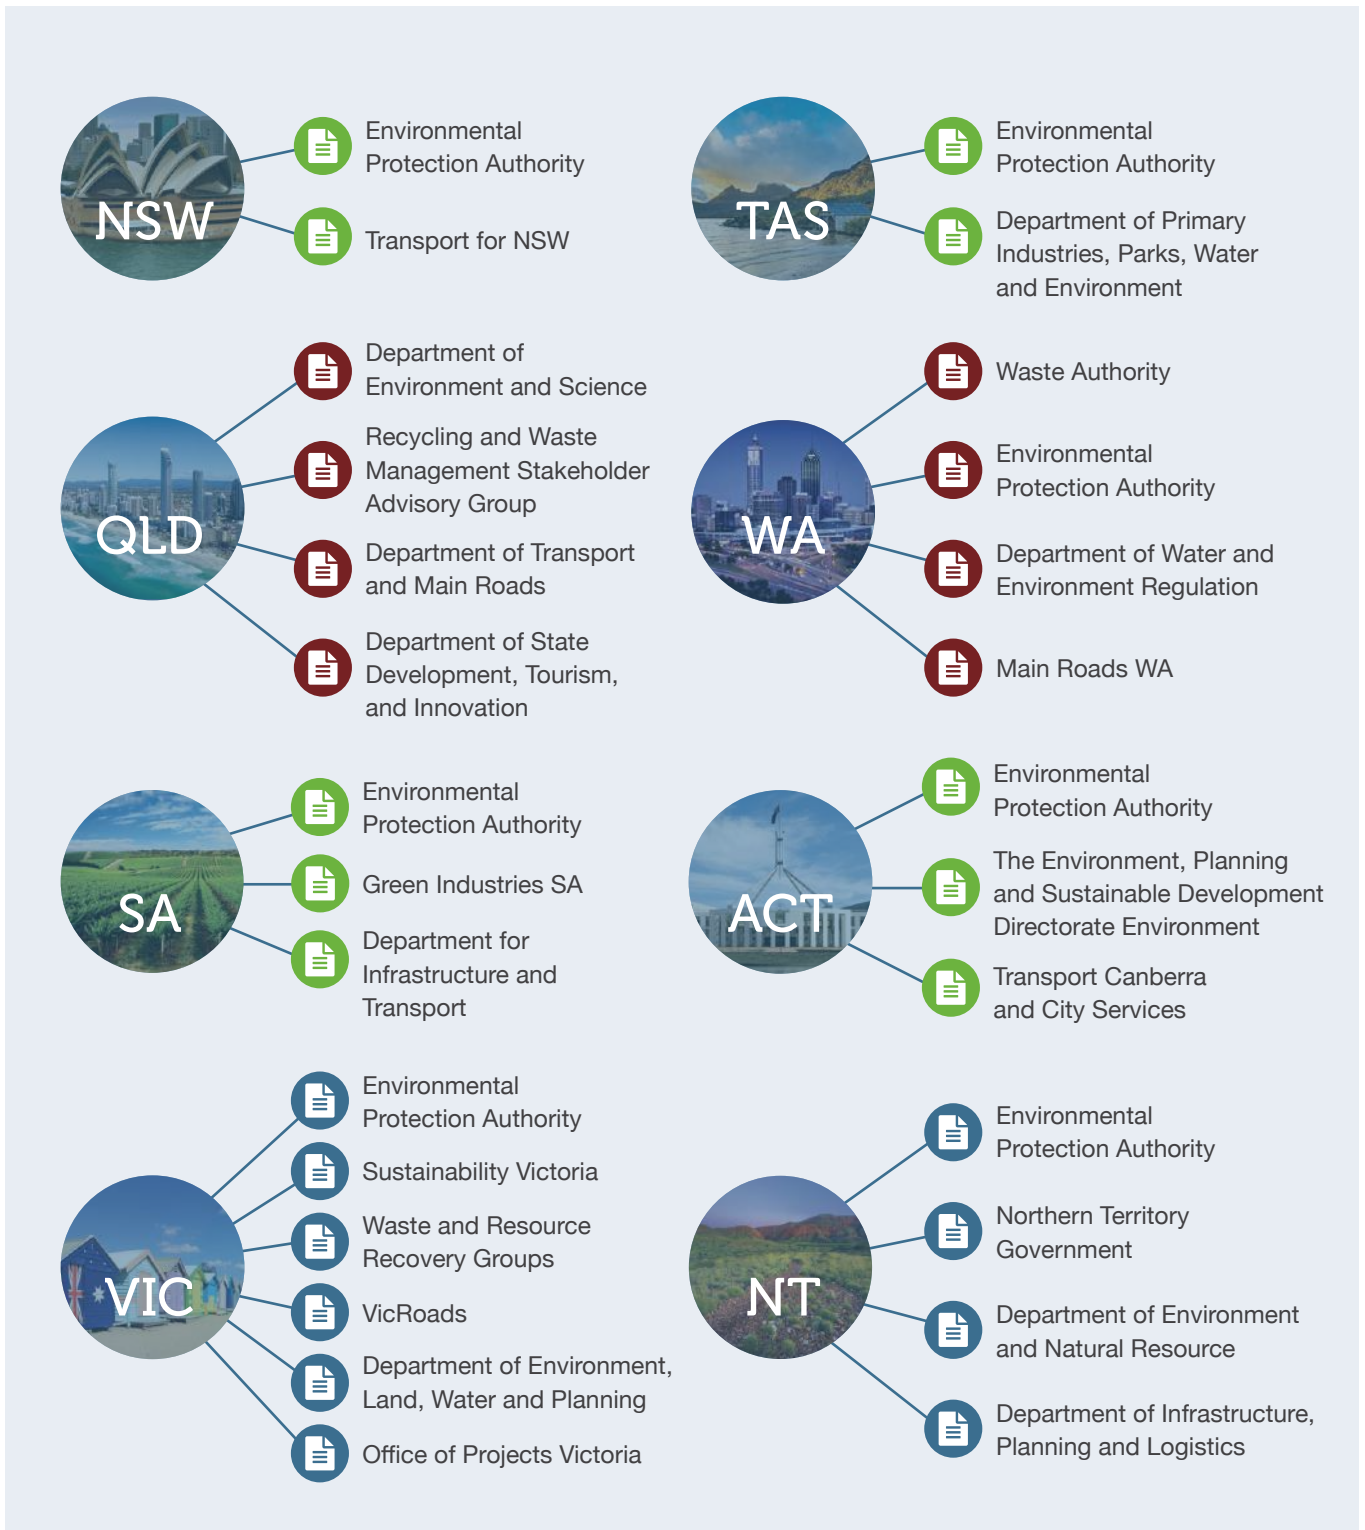 NSW
Environmental
Protection Authority
Transport for NSW
TAS
Environmental
Protection Authority
Department of Primary
Industries, Parks, Water
and Environment
QLD
Department of
Environment and Science
Recycling and Waste
Management Stakeholder
Advisory Group
Department of Transport
and Main Roads
Department of State
Development, Tourism,
and Innovation
WA
Waste Authority
Environmental
Protection Authority
Department of Water and
Environment Regulation
Main Roads WA
SA
Environmental
Protection Authority
Green Industries SA
Department for
Infrastructure and
Transport
ACT
Environmental
Protection Authority
The Environment, Planning
and Sustainable Development
Directorate Environment
Transport Canberra
and City Services
VIC
Environmental
Protection Authority
Sustainability Victoria
Waste and Resource
Recovery Groups
VicRoads
Department of Environment,
Land, Water and Planning
Office of Projects Victoria
NT
Environmental
Protection Authority
Northern Territory
Government
Department of Environment
and Natural Resource
Department of Infrastructure,
Planning and Logistics